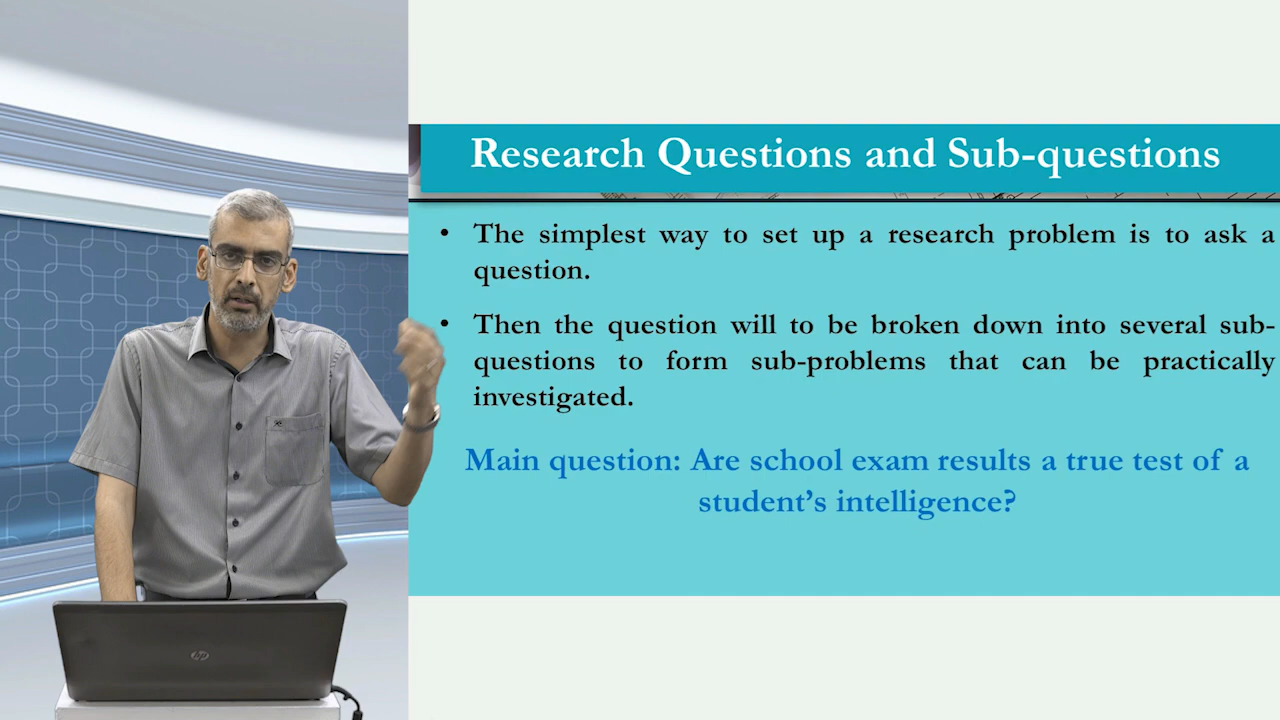 Research Questions and Sub-questions
• The simplest way to set up a research problem is to ask a
question.
• Then the question will to be broken down into several sub-
questions to form sub-problems that can be practically
investigated.
Main question: Are school exam results a true test of a
student's intelligence?
hp